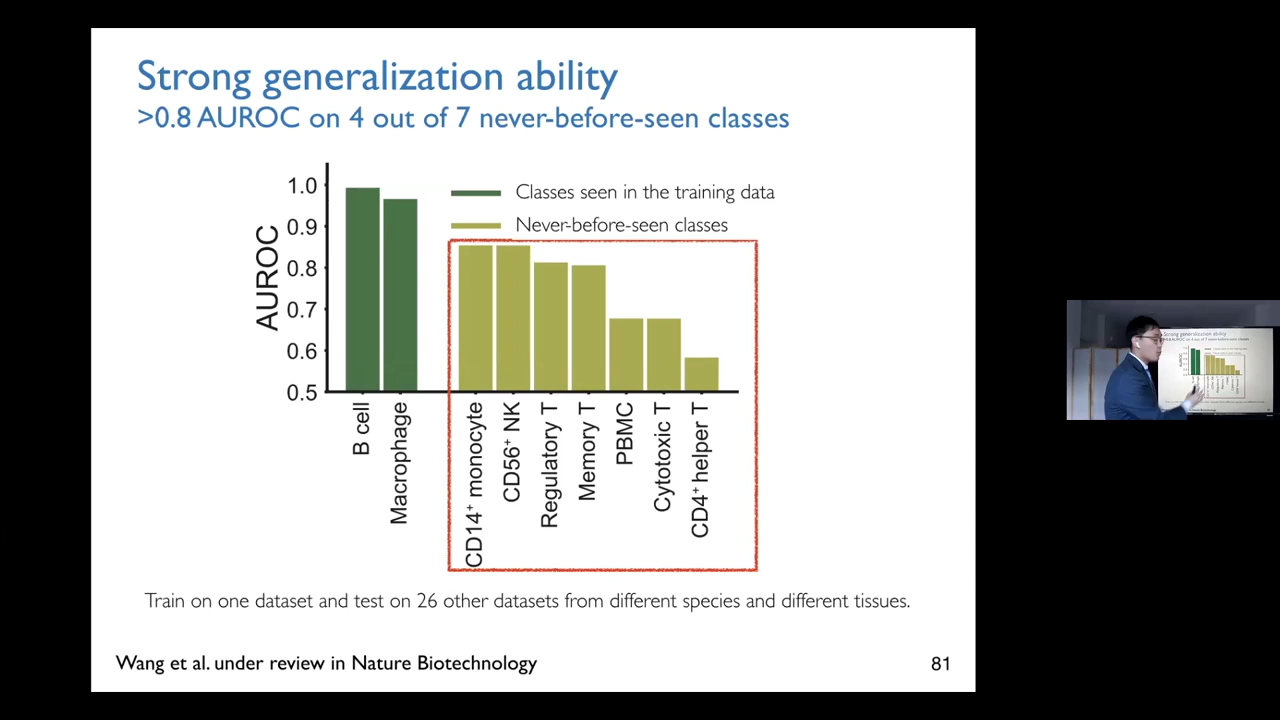 Strong generalization ability
>0.8 AUROC on 4 out of 7 never-before-seen classes
AUROC
1.0
0.9
0.8
0.7
0.6
0.5
Classes seen in the training data
Never-before-seen classes
B cell
Macrophage
CD14⁺ monocyte
CD56⁺ NK
Regulatory T
Memory T
PBMC
Cytotoxic T
CD4⁺ helper T
Train on one dataset and test on 26 other datasets from different species and different tissues.
Wang et al. under review in Nature Biotechnology
81
Strong generalization ability